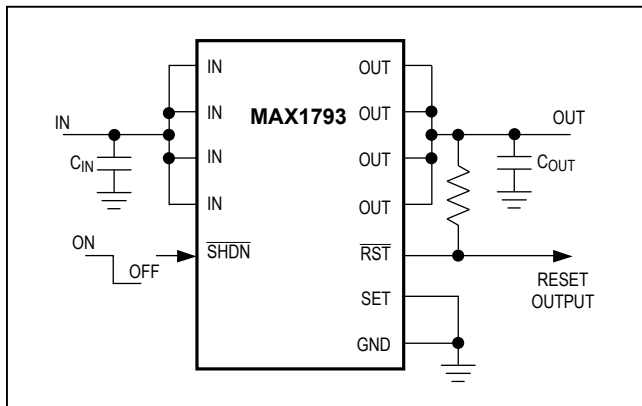 IN
OUT
MAX1793
IN
OUT
IN
OUT
CIN
IN
OUT
COUT
IN
OUT
ON
OFF
SHDN
RST
RESET
OUTPUT
SET
GND